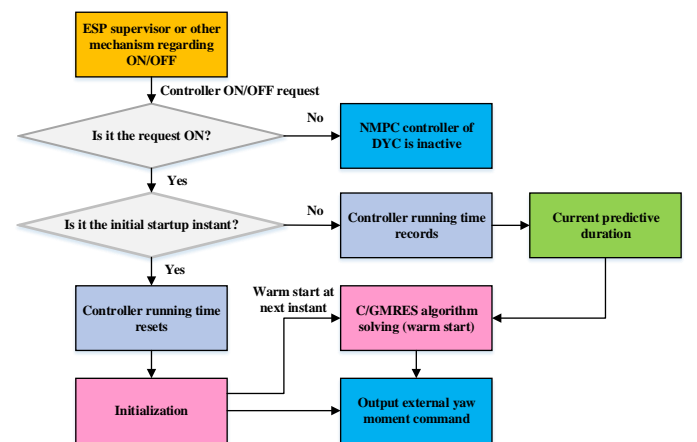 ESP supervisor or other
mechanism regarding
ON/OFF
Controller ON/OFF request
Is it the request ON?
No
NMPC controller of
DYC is inactive
Yes
Is it the initial startup instant?
No
Controller running time
records
Current predictive
duration
Yes
Controller running time
resets
Warm start at
next instant
C/GMRES algorithm
solving (warm start)
Initialization
Output external yaw
moment command